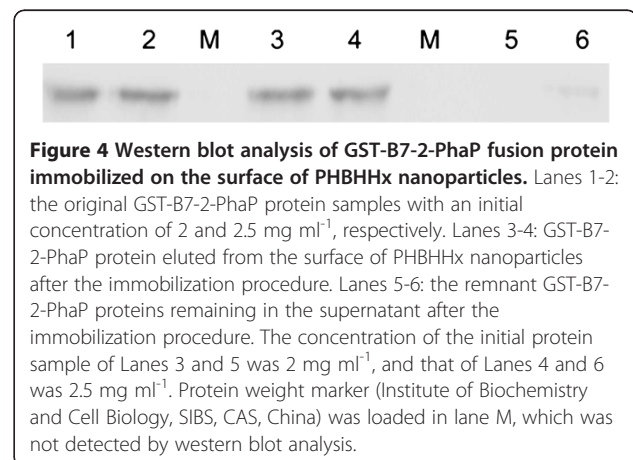 1 2 M 3 4 M 5 6
Figure 4 Western blot analysis of GST-B7-2-PhaP fusion protein
immobilized on the surface of PHBHHx nanoparticles. Lanes 1-2:
the original GST-B7-2-PhaP protein samples with an initial
concentration of 2 and 2.5 mg ml⁻¹, respectively. Lanes 3-4: GST-B7-
2-PhaP protein eluted from the surface of PHBHHx nanoparticles
after the immobilization procedure. Lanes 5-6: the remnant GST-B7-
2-PhaP proteins remaining in the supernatant after the
immobilization procedure. The concentration of the initial protein
sample of Lanes 3 and 5 was 2 mg ml⁻¹, and that of Lanes 4 and 6
was 2.5 mg ml⁻¹. Protein weight marker (Institute of Biochemistry
and Cell Biology, SIBS, CAS, China) was loaded in lane M, which was
not detected by western blot analysis.